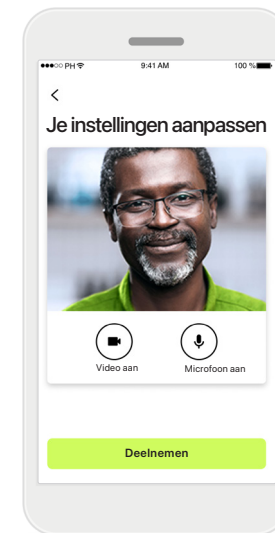 PH 9:41 AM 100 %
Je instellingen aanpassen
Video aan Microfoon aan
Deelnemen